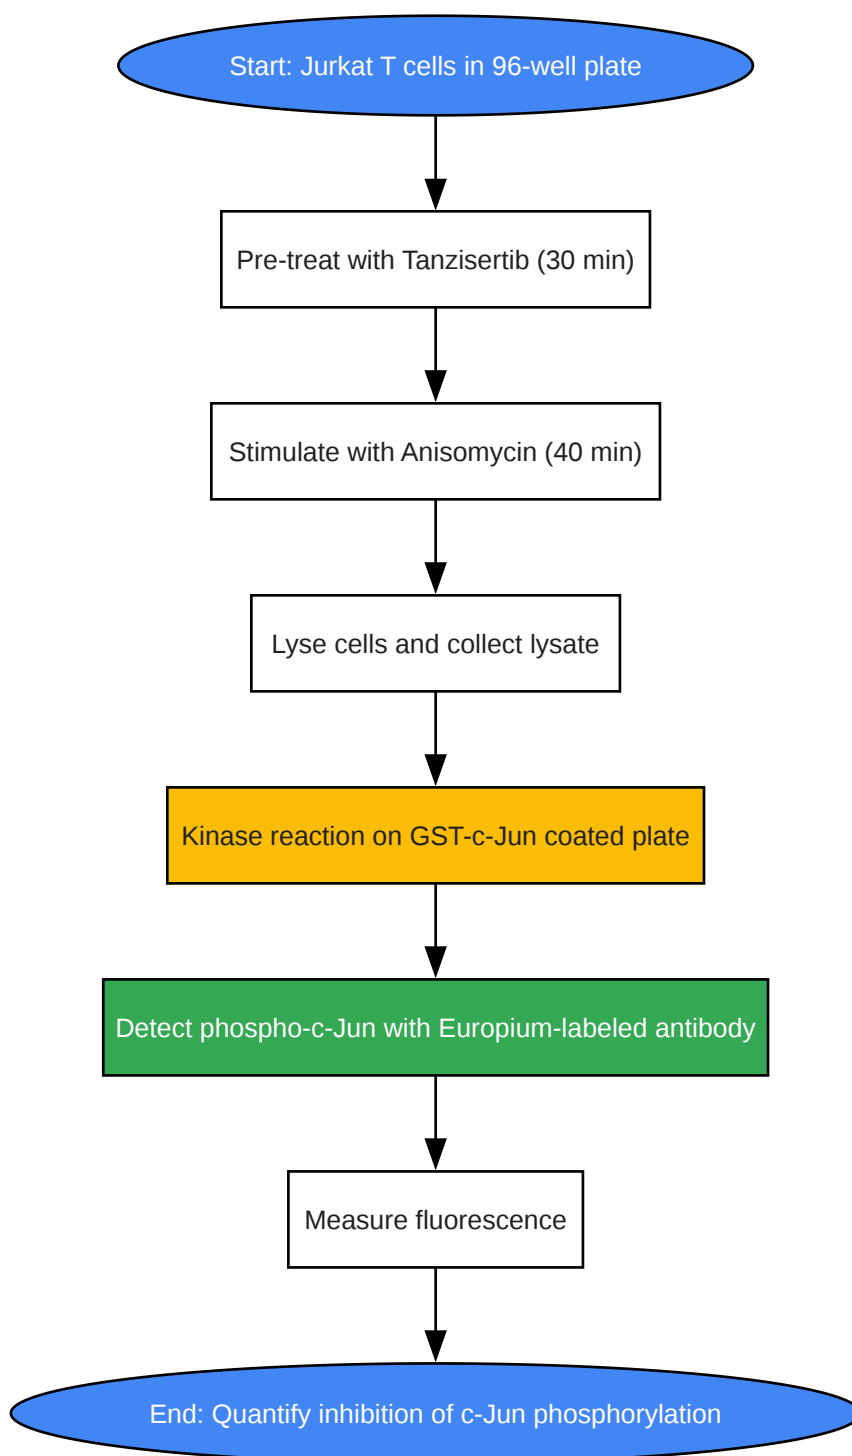 Start: Jurkat T cells in 96-well plate
Pre-treat with Tanzisertib (30 min)
Stimulate with Anisomycin (40 min)
Lyse cells and collect lysate
Kinase reaction on GST-c-Jun coated plate
Detect phospho-c-Jun with Europium-labeled antibody
Measure fluorescence
End: Quantify inhibition of c-Jun phosphorylation